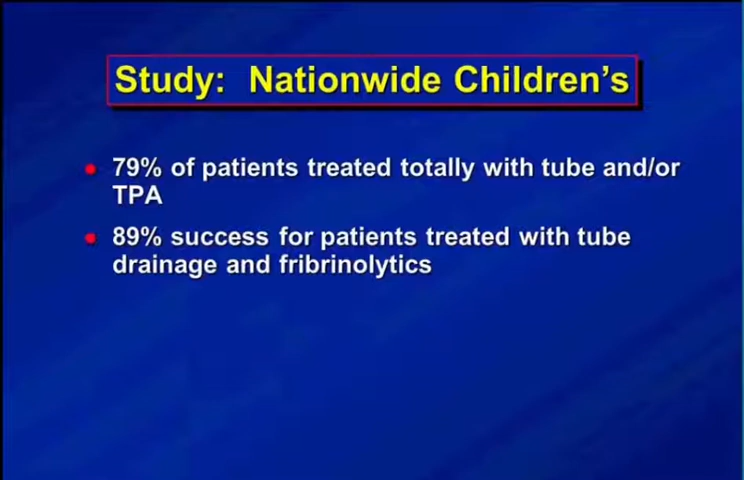 Study:  Nationwide Children's
79% of patients treated totally with tube and/or
TPA
89% success for patients treated with tube
drainage and fribrinolytics